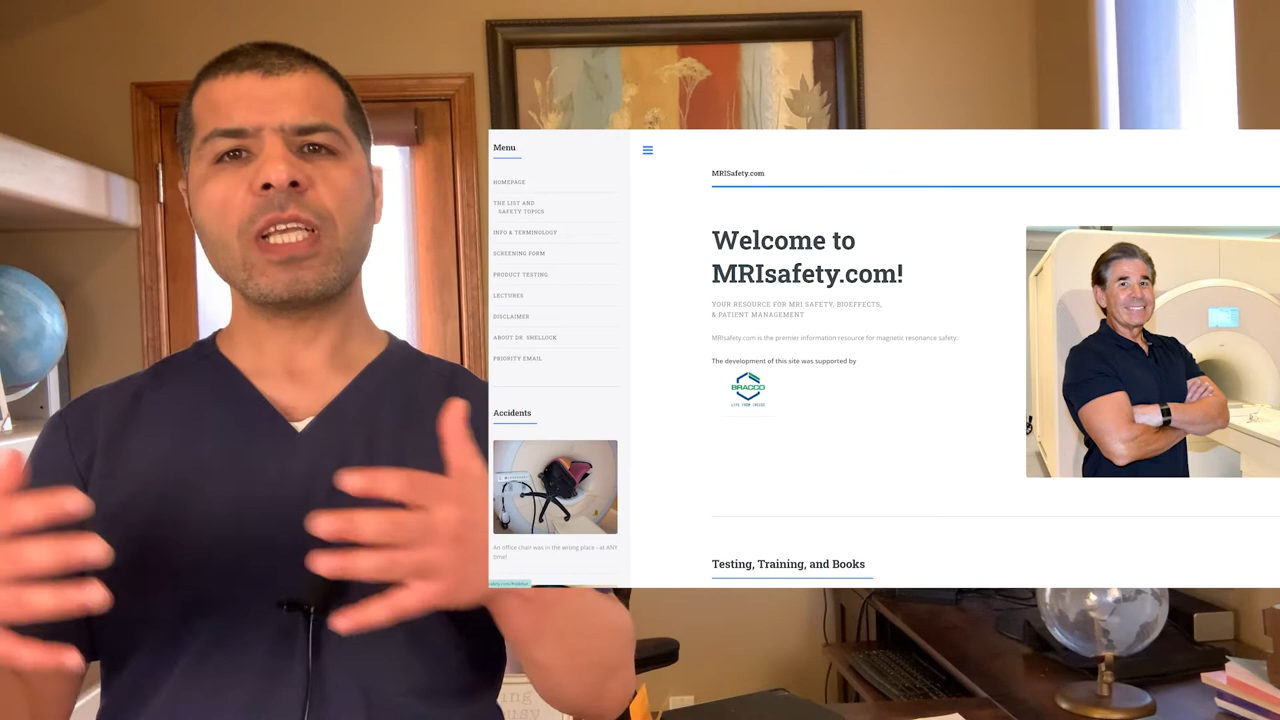 Menu
HOMEPAGE
THE LIST AND
SAFETY TOPICS
INFO & TERMINOLOGY
SCREENING FORM
PRODUCT TESTING
LECTURES
DISCLAIMER
ABOUT DR. SHELLOCK
PRIORITY EMAIL
Accidents
An office chair was in the wrong place - at ANY
time!
MRISafety.com
Welcome to
MRIsafety.com!
YOUR RESOURCE FOR MRI SAFETY, BIOEFFECTS,
& PATIENT MANAGEMENT
MRIsafety.com is the premier information resource for magnetic resonance safety.
The development of this site was supported by
BRACCO
LIFE FROM INSIDE
Testing, Training, and Books